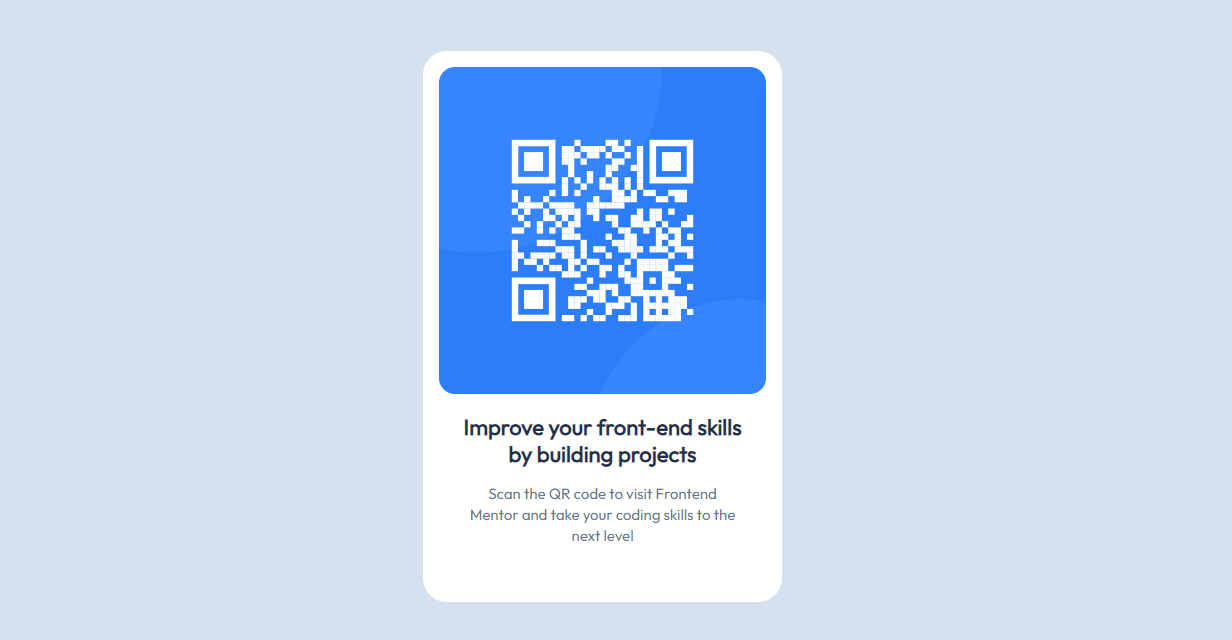 Improve your front-end skills
by building projects
Scan the QR code to visit Frontend
Mentor and take your coding skills to the
next level